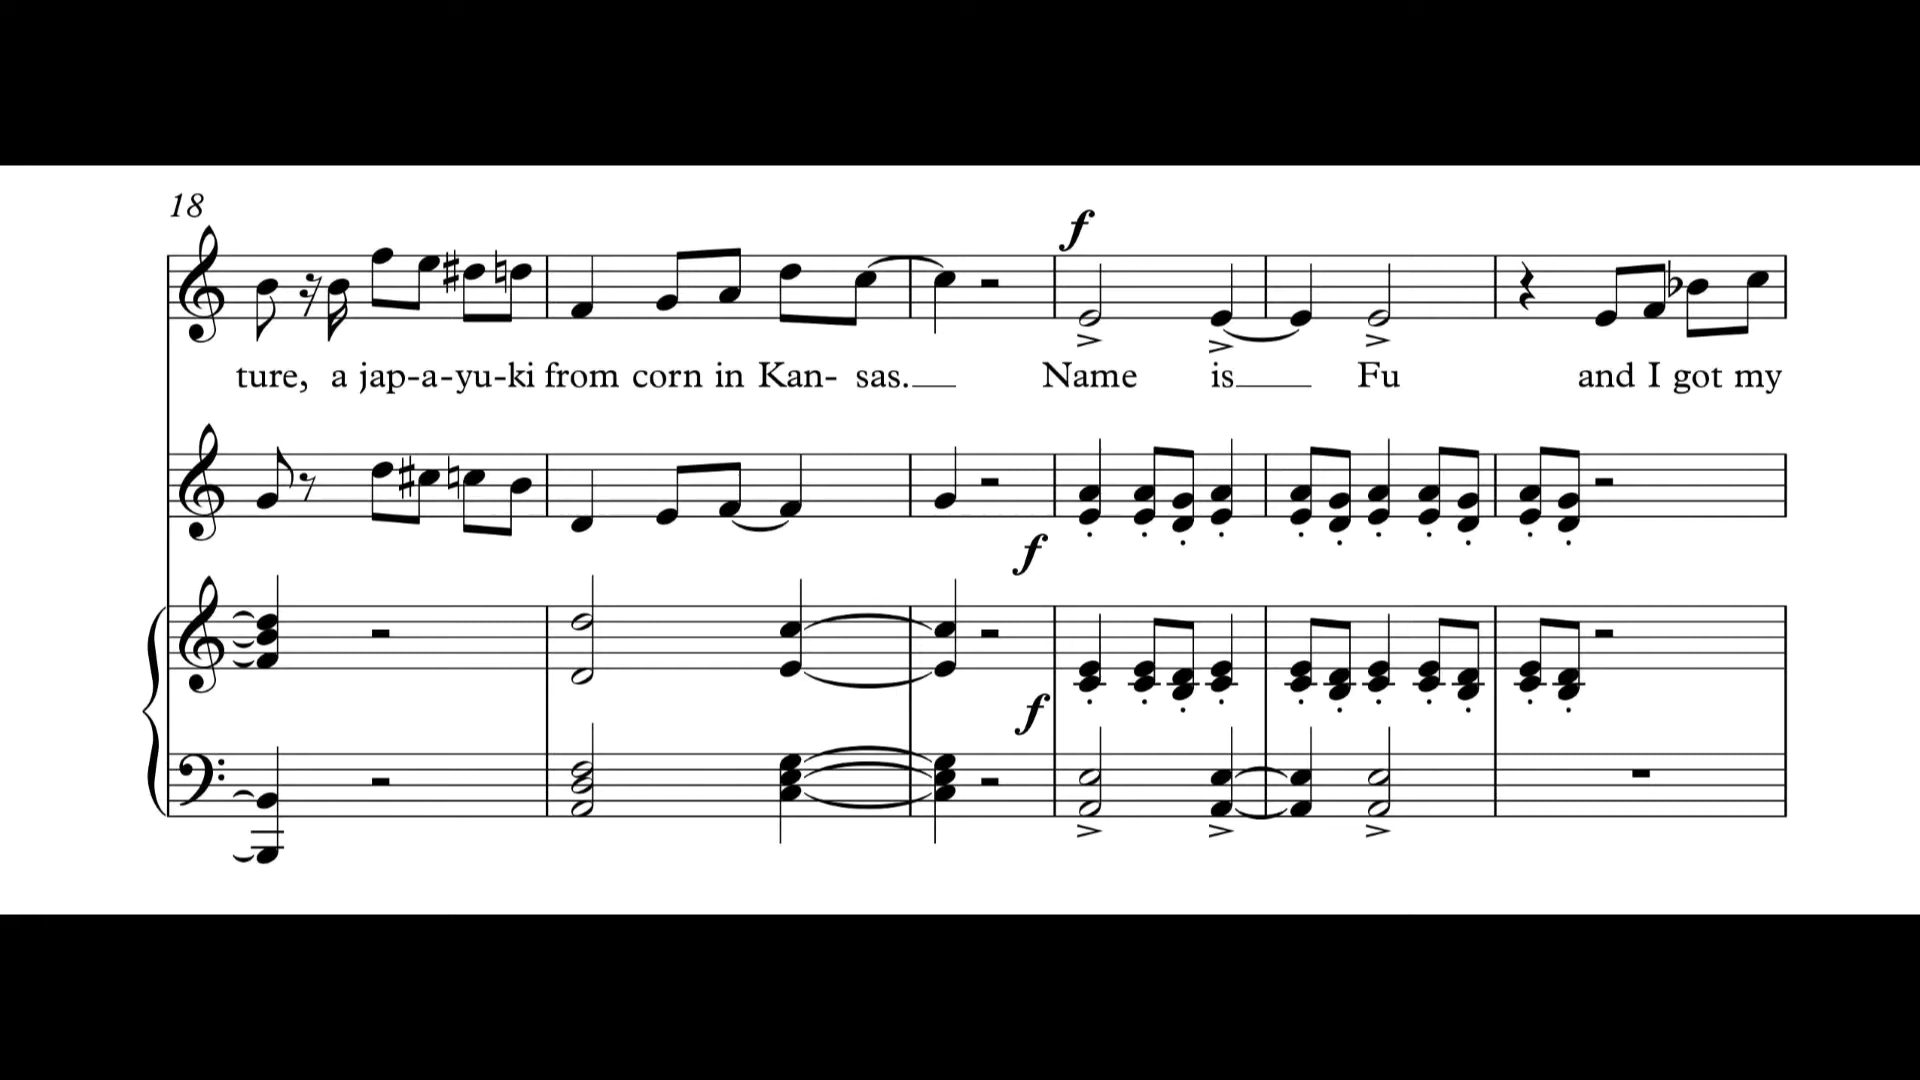 18
f
ture, a jap-a-yu-ki from corn in Kan- sas. Name is Fu and I got my
f
f